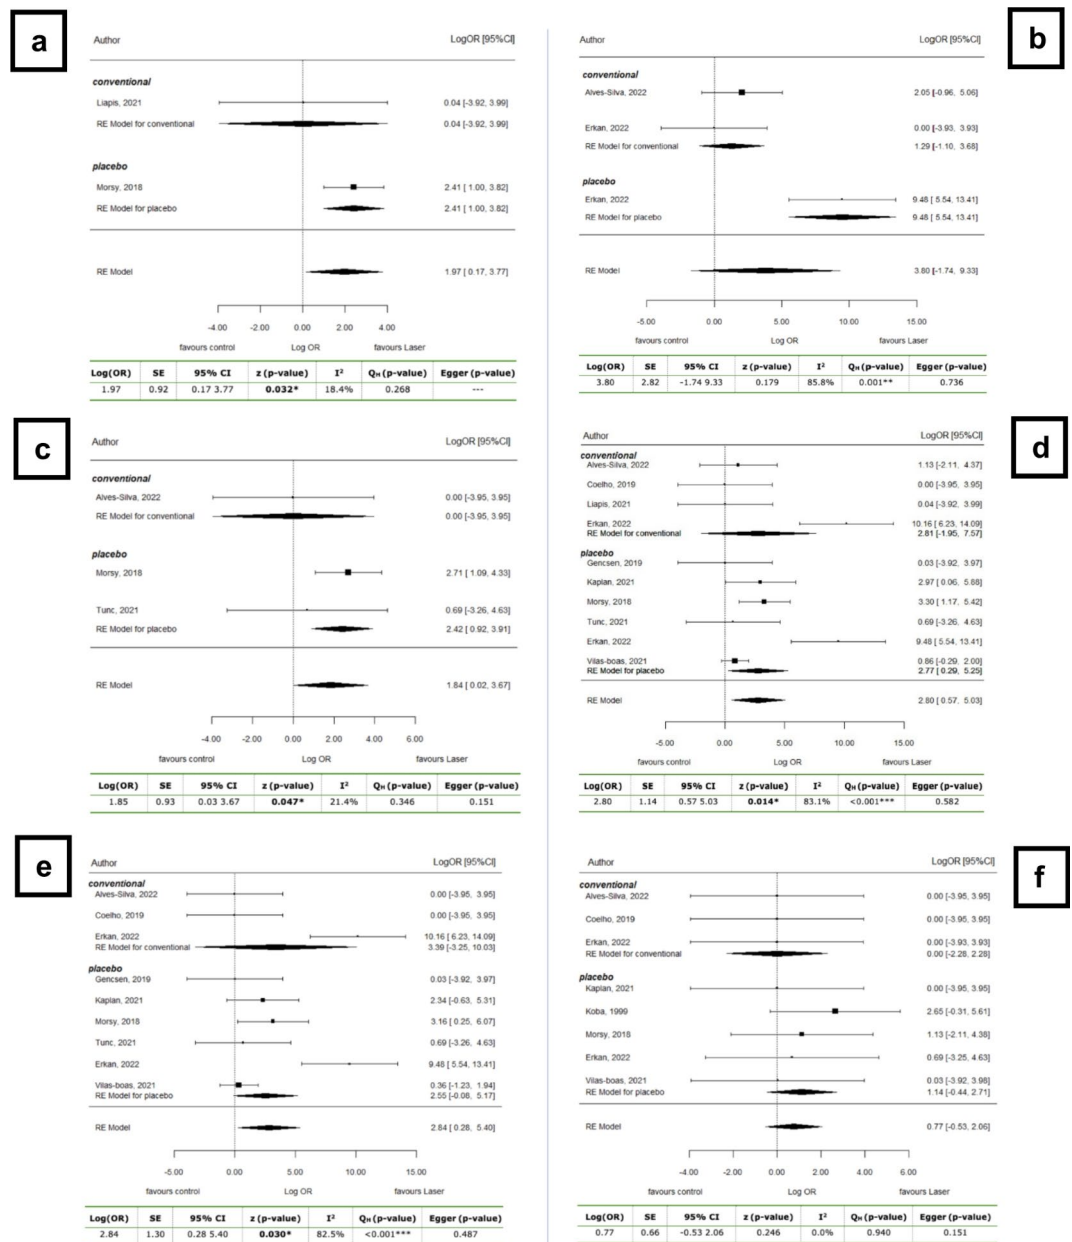 a
Author LogOR [95%CI]
conventional
Liapis, 2021 0.04 [-3.92, 3.99]
RE Model for conventional 0.04 [-3.92, 3.99]
placebo
Morsy, 2018 2.41 [ 1.00, 3.82]
RE Model for placebo 2.41 [ 1.00, 3.82]
RE Model 1.97 [ 0.17, 3.77]
-4.00 -2.00 0.00 2.00 4.00
favours control Log OR favours Laser
Log(OR) SE 95% CI z (p-value) I² QH (p-value) Egger (p-value)
1.97 0.92 0.17 3.77 0.032* 18.4% 0.268 ---
b
Author LogOR [95%CI]
conventional
Alves-Silva, 2022 2.05 [-0.96, 5.06]
Erkan, 2022 0.00 [-3.93, 3.93]
RE Model for conventional 1.29 [-1.10, 3.68]
placebo
Erkan, 2022 9.48 [ 5.54, 13.41]
RE Model for placebo 9.48 [ 5.54, 13.41]
RE Model 3.80 [-1.74, 9.33]
-5.00 0.00 5.00 10.00 15.00
favours control Log OR favours Laser
Log(OR) SE 95% CI z (p-value) I² QH (p-value) Egger (p-value)
3.80 2.82 -1.74 9.33 0.179 85.8% 0.001** 0.736
c
Author LogOR [95%CI]
conventional
Alves-Silva, 2022 0.00 [-3.95, 3.95]
RE Model for conventional 0.00 [-3.95, 3.95]
placebo
Morsy, 2018 2.71 [ 1.09, 4.33]
Tunc, 2021 0.69 [-3.26, 4.63]
RE Model for placebo 2.42 [ 0.92, 3.91]
RE Model 1.84 [ 0.02, 3.67]
-4.00 -2.00 0.00 2.00 4.00 6.00
favours control Log OR favours Laser
Log(OR) SE 95% CI z (p-value) I² QH (p-value) Egger (p-value)
1.85 0.93 0.03 3.67 0.047* 21.4% 0.346 0.151
d
Author LogOR [95%CI]
conventional
Alves-Silva, 2022 1.13 [-2.11, 4.37]
Coelho, 2019 0.00 [-3.95, 3.95]
Liapis, 2021 0.04 [-3.92, 3.99]
Erkan, 2022 10.16 [ 6.23, 14.09]
RE Model for conventional 2.81 [-1.95, 7.57]
placebo
Gencsen, 2019 0.03 [-3.92, 3.97]
Kaplan, 2021 2.97 [ 0.06, 5.88]
Morsy, 2018 3.30 [ 1.17, 5.42]
Tunc, 2021 0.69 [-3.26, 4.63]
Erkan, 2022 9.48 [ 5.54, 13.41]
Vilas-boas, 2021 0.86 [-0.29, 2.00]
RE Model for placebo 2.77 [ 0.29, 5.25]
RE Model 2.80 [ 0.57, 5.03]
-5.00 0.00 5.00 10.00 15.00
favours control Log OR favours Laser
Log(OR) SE 95% CI z (p-value) I² QH (p-value) Egger (p-value)
2.80 1.14 0.57 5.03 0.014* 83.1% <0.001*** 0.582
e
Author LogOR [95%CI]
conventional
Alves-Silva, 2022 0.00 [-3.95, 3.95]
Coelho, 2019 0.00 [-3.95, 3.95]
Erkan, 2022 10.16 [ 6.23, 14.09]
RE Model for conventional 3.39 [-3.25, 10.03]
placebo
Gencsen, 2019 0.03 [-3.92, 3.97]
Kaplan, 2021 2.34 [-0.63, 5.31]
Morsy, 2018 3.16 [ 0.25, 6.07]
Tunc, 2021 0.69 [-3.26, 4.63]
Erkan, 2022 9.48 [ 5.54, 13.41]
Vilas-boas, 2021 0.36 [-1.23, 1.94]
RE Model for placebo 2.55 [-0.08, 5.17]
RE Model 2.84 [ 0.28, 5.40]
-5.00 0.00 5.00 10.00 15.00
favours control Log OR favours Laser
Log(OR) SE 95% CI z (p-value) I² QH (p-value) Egger (p-value)
2.84 1.30 0.28 5.40 0.030* 82.5% <0.001*** 0.487
f
Author LogOR [95%CI]
conventional
Alves-Silva, 2022 0.00 [-3.95, 3.95]
Coelho, 2019 0.00 [-3.95, 3.95]
Erkan, 2022 0.00 [-3.93, 3.93]
RE Model for conventional 0.00 [-2.28, 2.28]
placebo
Kaplan, 2021 0.00 [-3.95, 3.95]
Koba, 1999 2.65 [-0.31, 5.61]
Morsy, 2018 1.13 [-2.11, 4.38]
Erkan, 2022 0.69 [-3.25, 4.63]
Vilas-boas, 2021 0.03 [-3.92, 3.98]
RE Model for placebo 1.14 [-0.44, 2.71]
RE Model 0.77 [-0.53, 2.06]
-4.00 -2.00 0.00 2.00 4.00 6.00
favours control Log OR favours Laser
Log(OR) SE 95% CI z (p-value) I² QH (p-value) Egger (p-value)
0.77 0.66 -0.53 2.06 0.246 0.0% 0.940 0.151